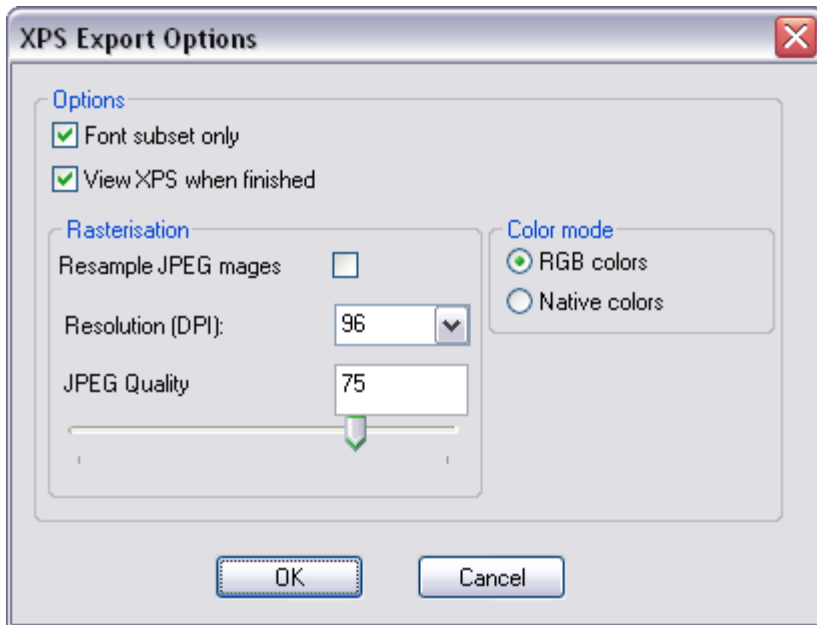 XPS Export Options
Options
Font subset only
View XPS when finished
Rasterisation
Resample JPEG mages
Resolution (DPI):
96
JPEG Quality
75
Color mode
RGB colors
Native colors
OK
Cancel